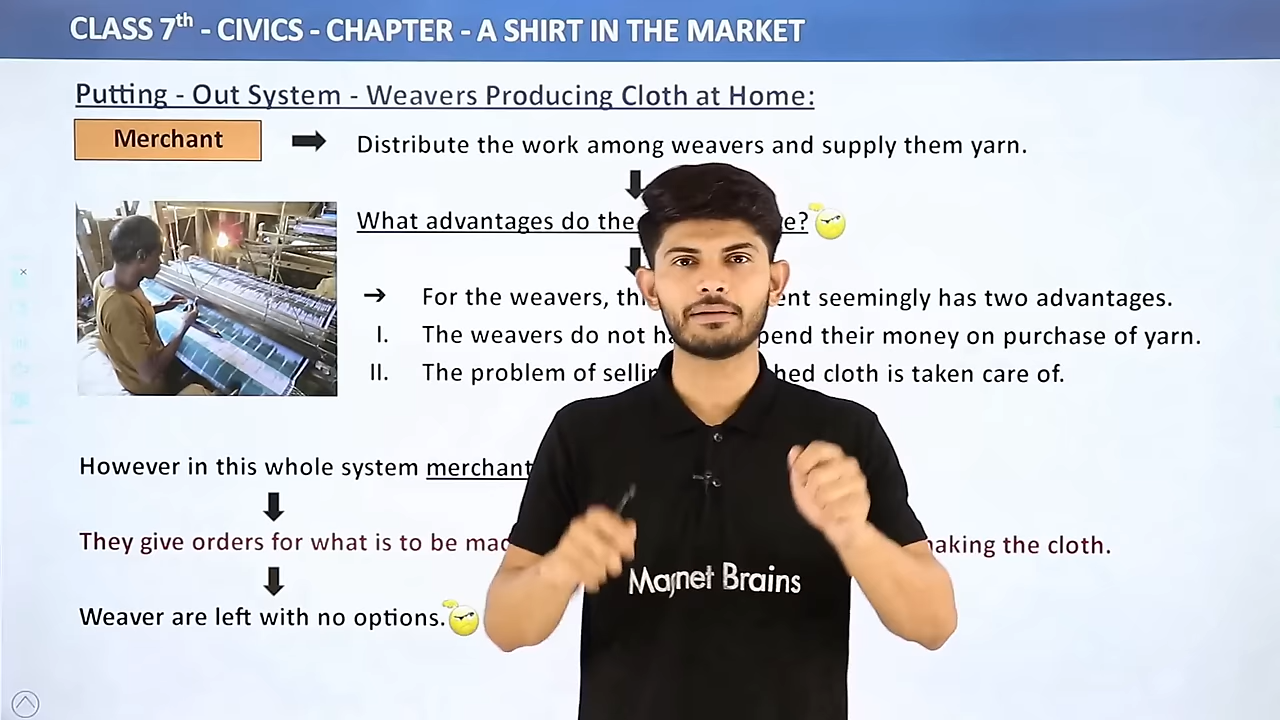 CLASS 7th - CIVICS - CHAPTER - A SHIRT IN THE MARKET
Putting - Out System - Weavers Producing Cloth at Home:
Merchant
Distribute the work among weavers and supply them yarn.
What advantages do the
?
For the weavers, seemingly has two advantages.
I. The weavers do not their money on purchase of yarn.
II. The problem of cloth is taken care of.
However in this whole system merchant
They give orders for what is to be the cloth.
Weaver are left with no options.
Magnet Brains